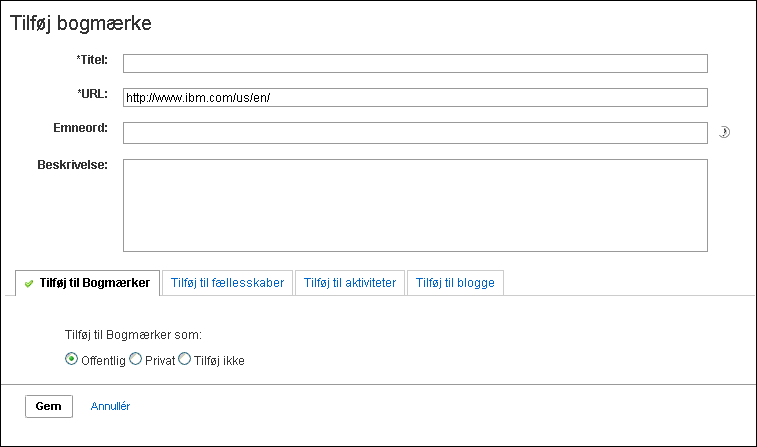 Tilføj bogmærke
*Titel:
*URL: http://www.ibm.com/us/en/
Emneord:
Beskrivelse:
Tilføj til Bogmærker Tilføj til fællesskaber Tilføj til aktiviteter Tilføj til blogge
Tilføj til Bogmærker som:
Offentlig Privat Tilføj ikke
Gem Annullér